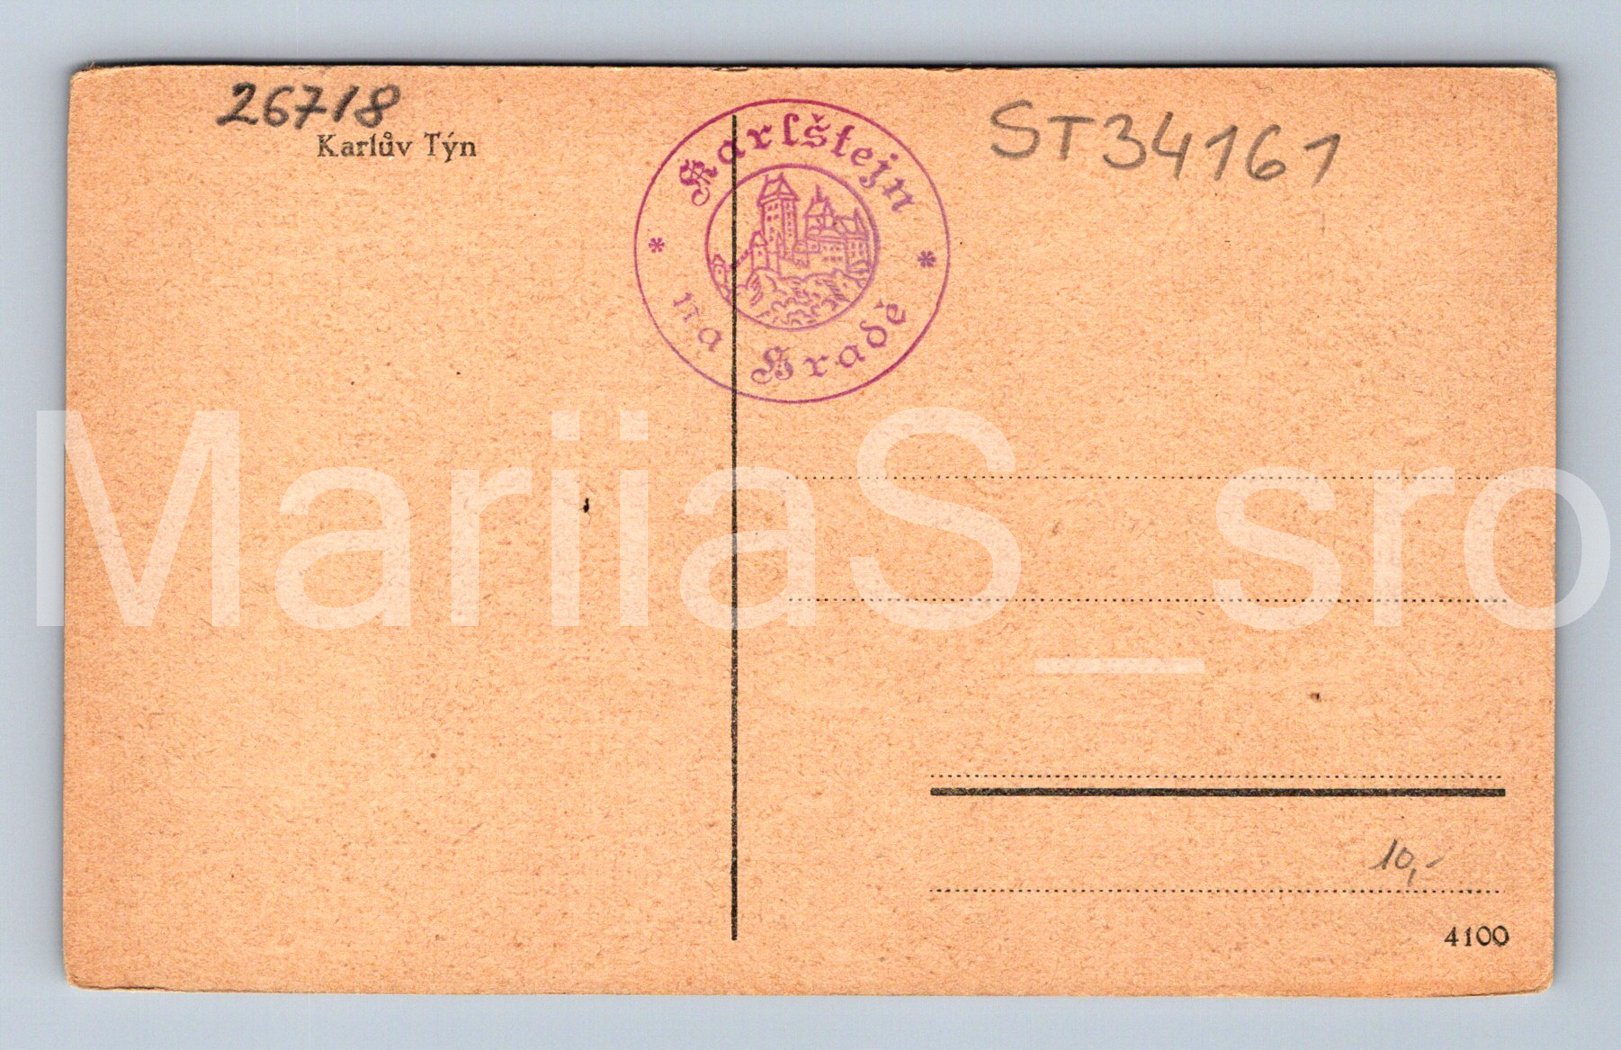 26718
Karlův Týn
Karlštejn
* *
na Hradě
ST34161
MariiaS_sro
10,-
4100